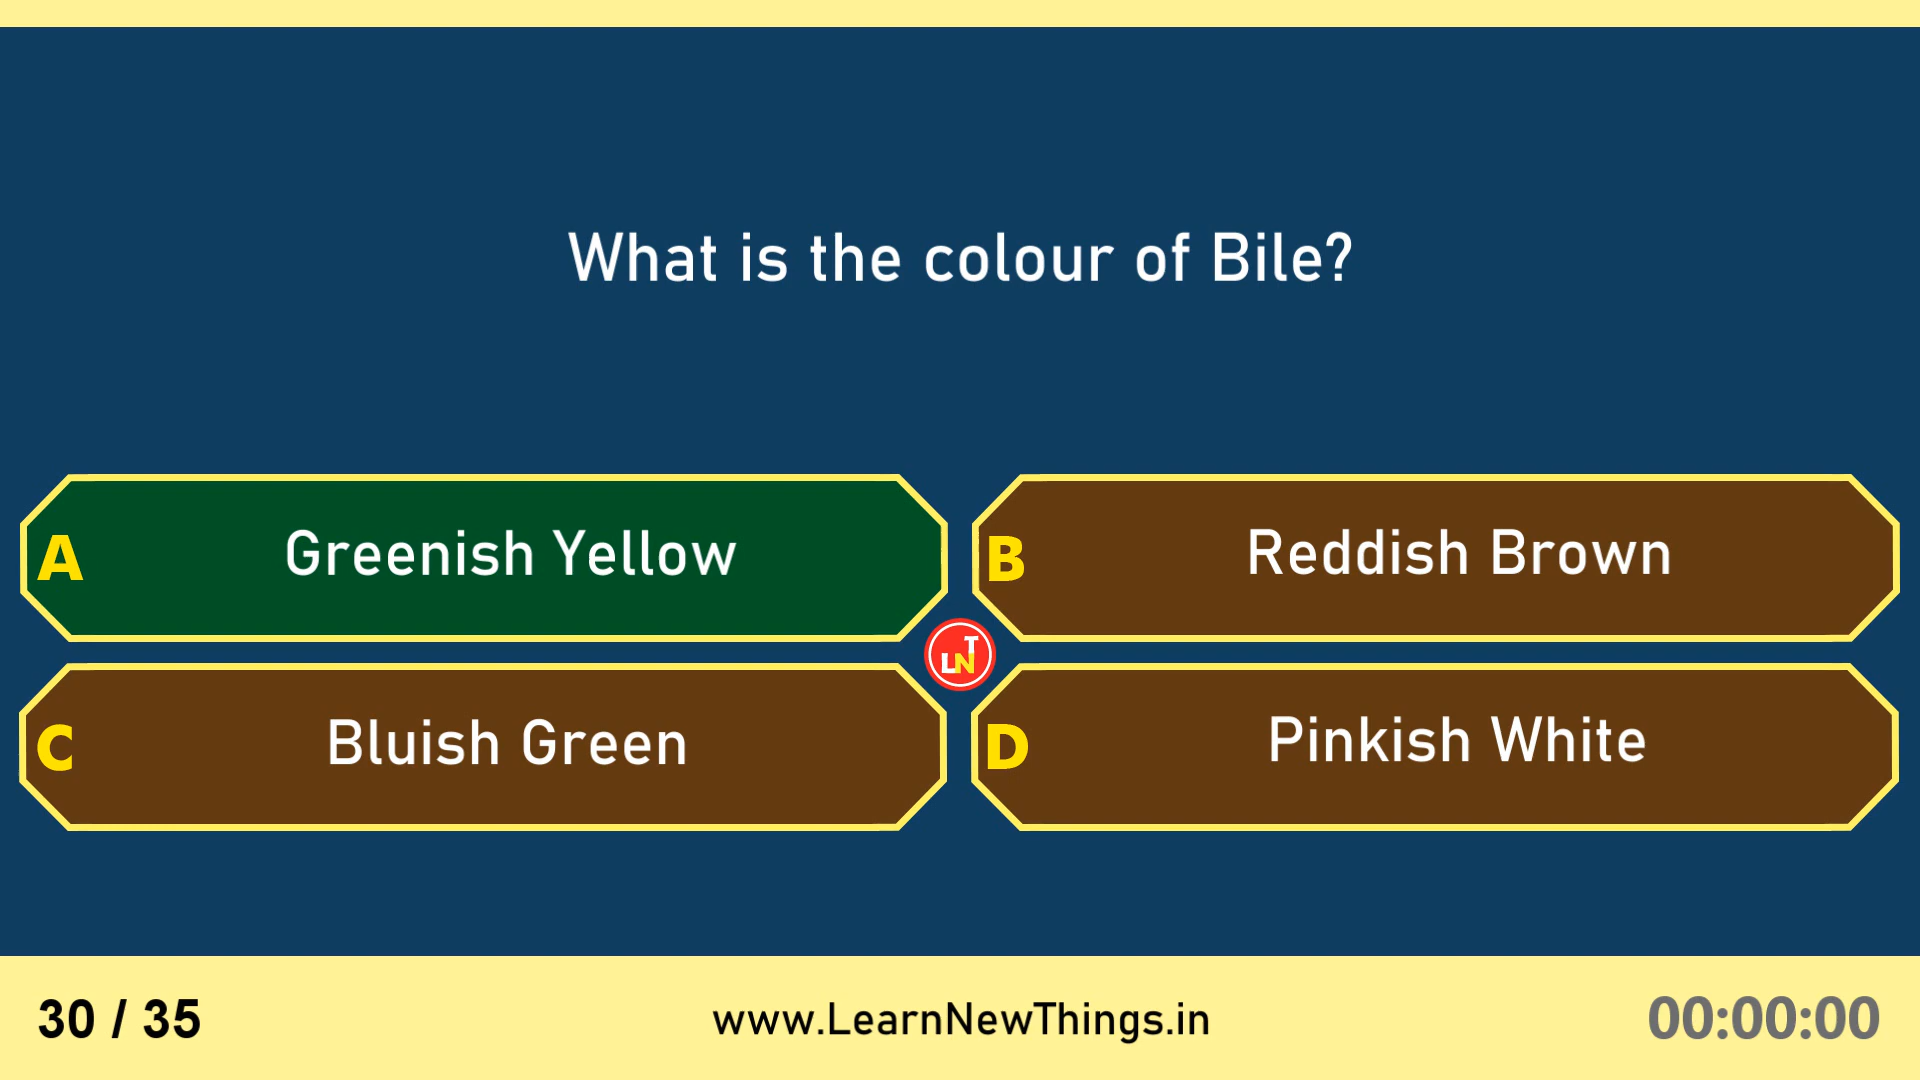 What is the colour of Bile?
A Greenish Yellow
B Reddish Brown
LNT
C Bluish Green
D Pinkish White
30 / 35
www.LearnNewThings.in
00:00:00